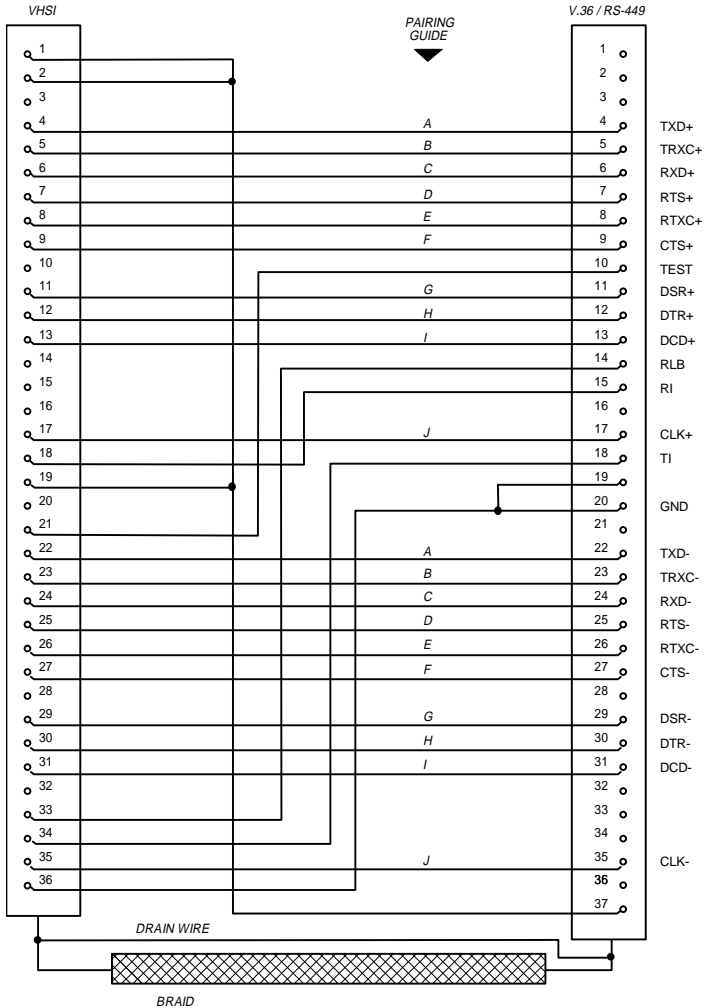 VHSI
PAIRING
GUIDE
V.36 / RS-449
1
1
2
2
3
3
4 A 4 TXD+
5 B 5 TRXC+
6 C 6 RXD+
7 D 7 RTS+
8 E 8 RTXC+
9 F 9 CTS+
10 10 TEST
11 G 11 DSR+
12 H 12 DTR+
13 I 13 DCD+
14 14 RLB
15 15 RI
16 16
17 J 17 CLK+
18 18 TI
19 19
20 20 GND
21 21
22 A 22 TXD-
23 B 23 TRXC-
24 C 24 RXD-
25 D 25 RTS-
26 E 26 RTXC-
27 F 27 CTS-
28 28
29 G 29 DSR-
30 H 30 DTR-
31 I 31 DCD-
32 32
33 33
34 34
35 J 35 CLK-
36 36
37
DRAIN WIRE
BRAID